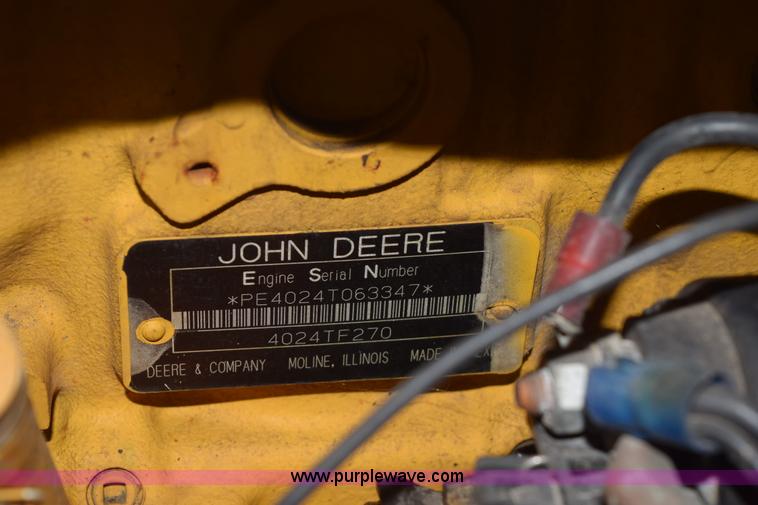 JOHN DEERE
Engine Serial Number
*PE4024T063347*
4024TF270
DEERE & COMPANY MOLINE, ILLINOIS MADE
www.purplewave.com